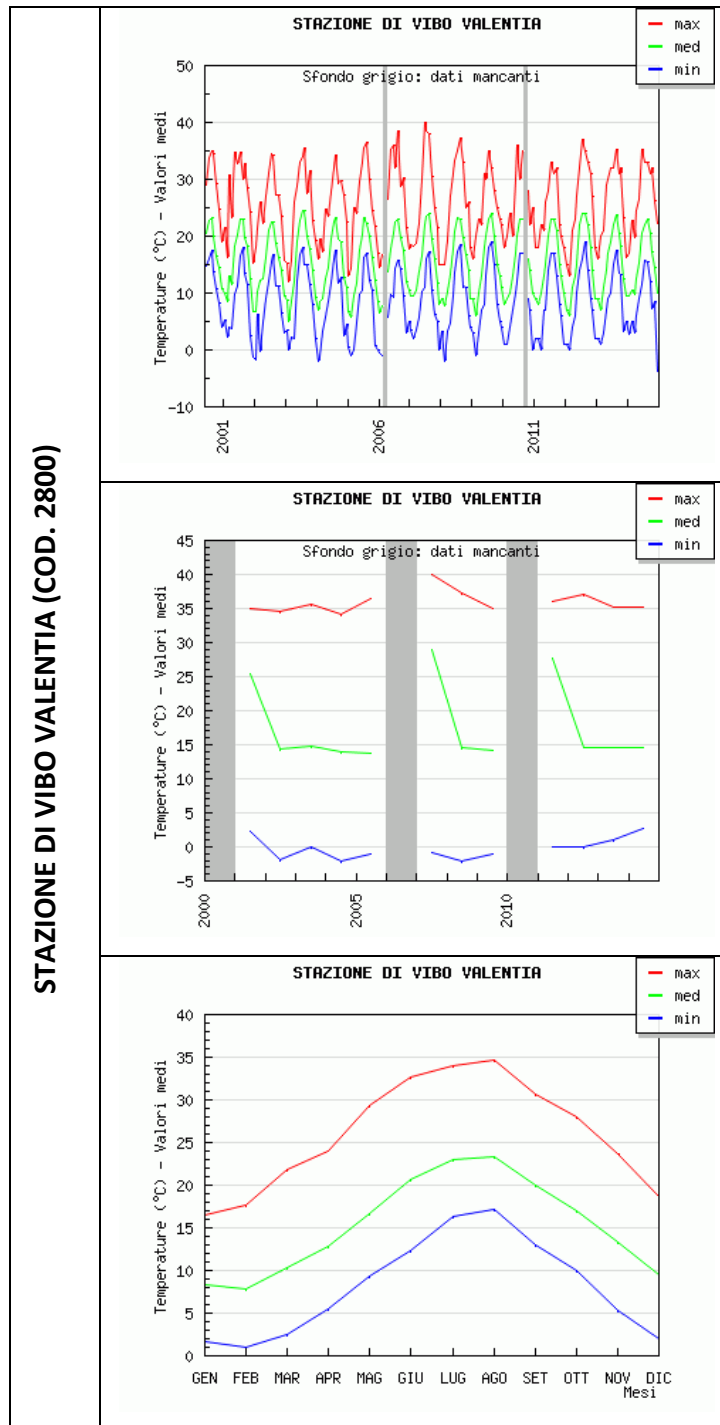 STAZIONE DI VIBO VALENTIA (COD. 2800)
STAZIONE DI VIBO VALENTIA
max
med
min
Sfondo grigio: dati mancanti
Temperature (°C) - Valori medi
50
40
30
20
10
0
-10
2001
2006
2011
STAZIONE DI VIBO VALENTIA
max
med
min
Sfondo grigio: dati mancanti
Temperature (°C) - Valori medi
45
40
35
30
25
20
15
10
5
0
-5
2000
2005
2010
STAZIONE DI VIBO VALENTIA
max
med
min
Temperature (°C) - Valori medi
40
35
30
25
20
15
10
5
0
GEN FEB MAR APR MAG GIU LUG AGO SET OTT NOV DIC
Mesi